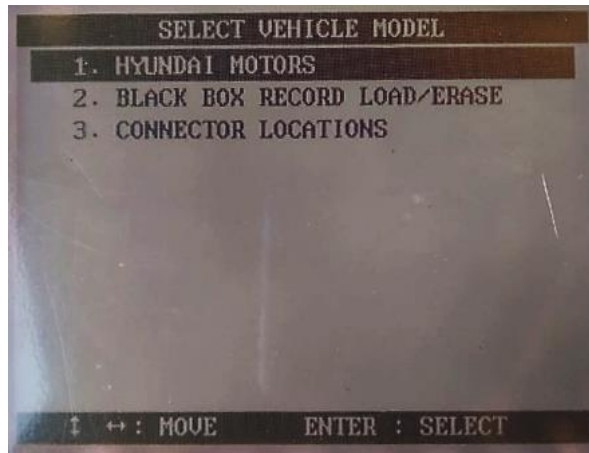 SELECT VEHICLE MODEL
1. HYUNDAI MOTORS
2. BLACK BOX RECORD LOAD/ERASE
3. CONNECTOR LOCATIONS
↕ ↔ : MOVE ENTER : SELECT